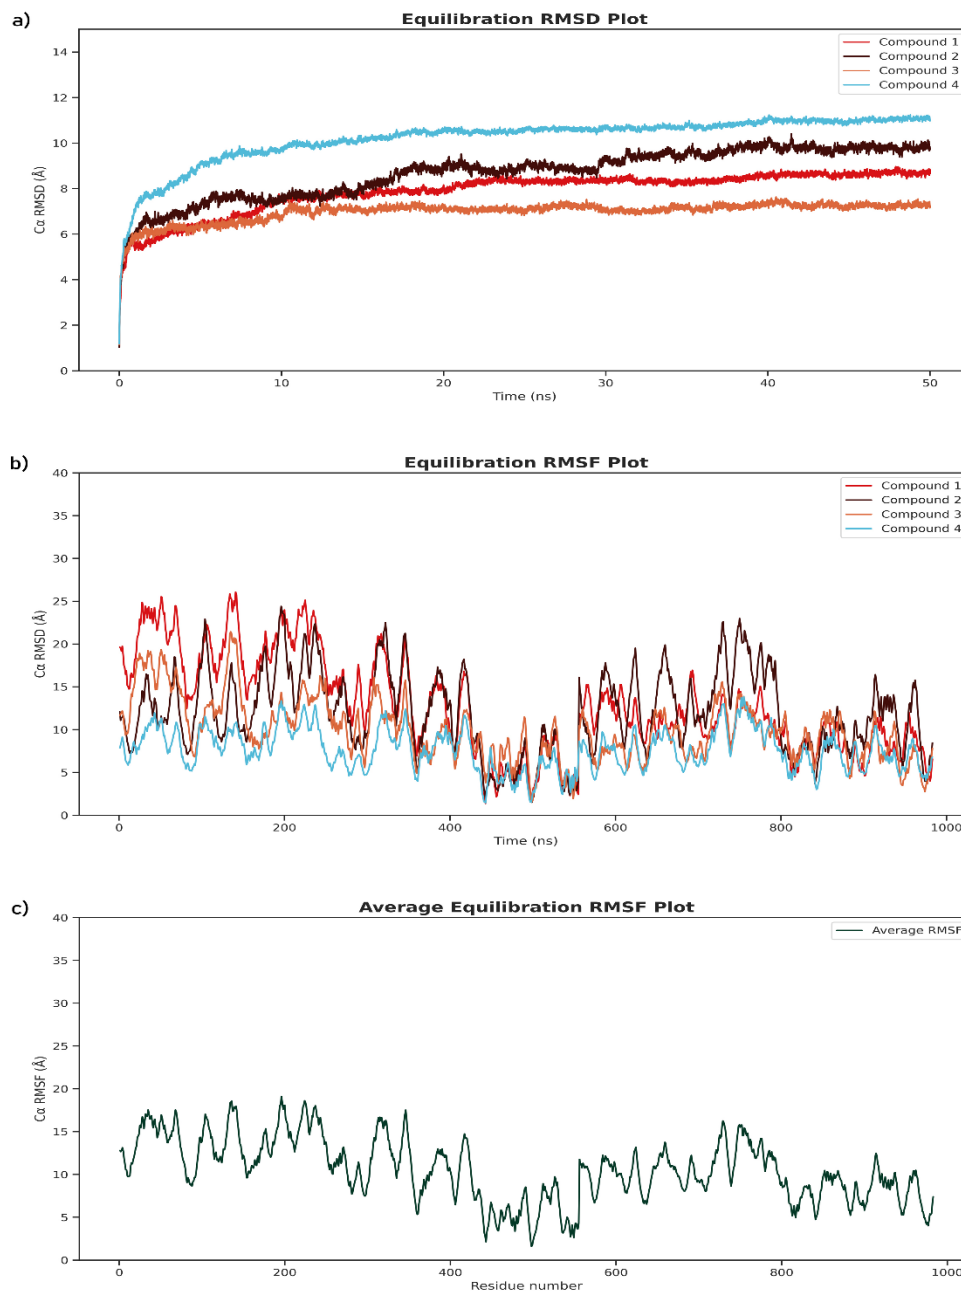 a)
Equilibration RMSD Plot
Compound 1
Compound 2
Compound 3
Compound 4
14
12
10
8
6
4
2
0
Cα RMSD (Å)
0 10 20 30 40 50
Time (ns)
b)
Equilibration RMSF Plot
Compound 1
Compound 2
Compound 3
Compound 4
40
35
30
25
20
15
10
5
0
Cα RMSD (Å)
0 200 400 600 800 1000
Time (ns)
c)
Average Equilibration RMSF Plot
Average RMSF
40
35
30
25
20
15
10
5
0
Cα RMSF (Å)
0 200 400 600 800 1000
Residue number